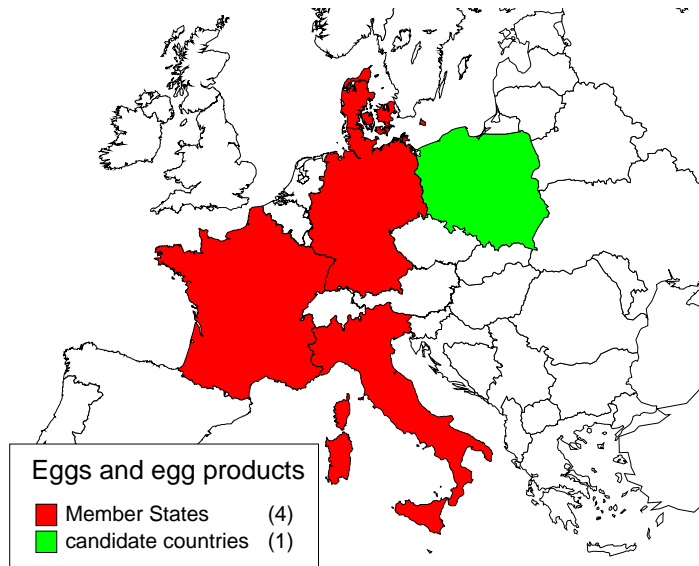 Eggs and egg products
Member States (4)
candidate countries (1)